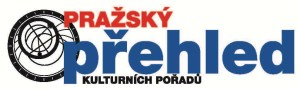 PRAŽSKÝ
přehled
KULTURNÍCH POŘADŮ